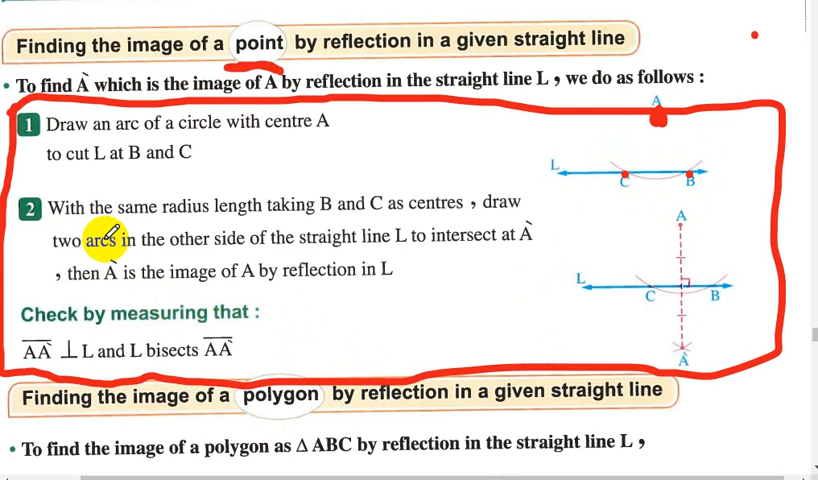 Finding the image of a point by reflection in a given straight line
• To find À which is the image of A by reflection in the straight line L , we do as follows :
1 Draw an arc of a circle with centre A
to cut L at B and C
A
L
C
B
2 With the same radius length taking B and C as centres , draw
two arcs in the other side of the straight line L to intersect at À
, then À is the image of A by reflection in L
A
L
C
B
À
Check by measuring that :
AÀ ⊥ L and L bisects AÀ
Finding the image of a polygon by reflection in a given straight line
• To find the image of a polygon as Δ ABC by reflection in the straight line L ,